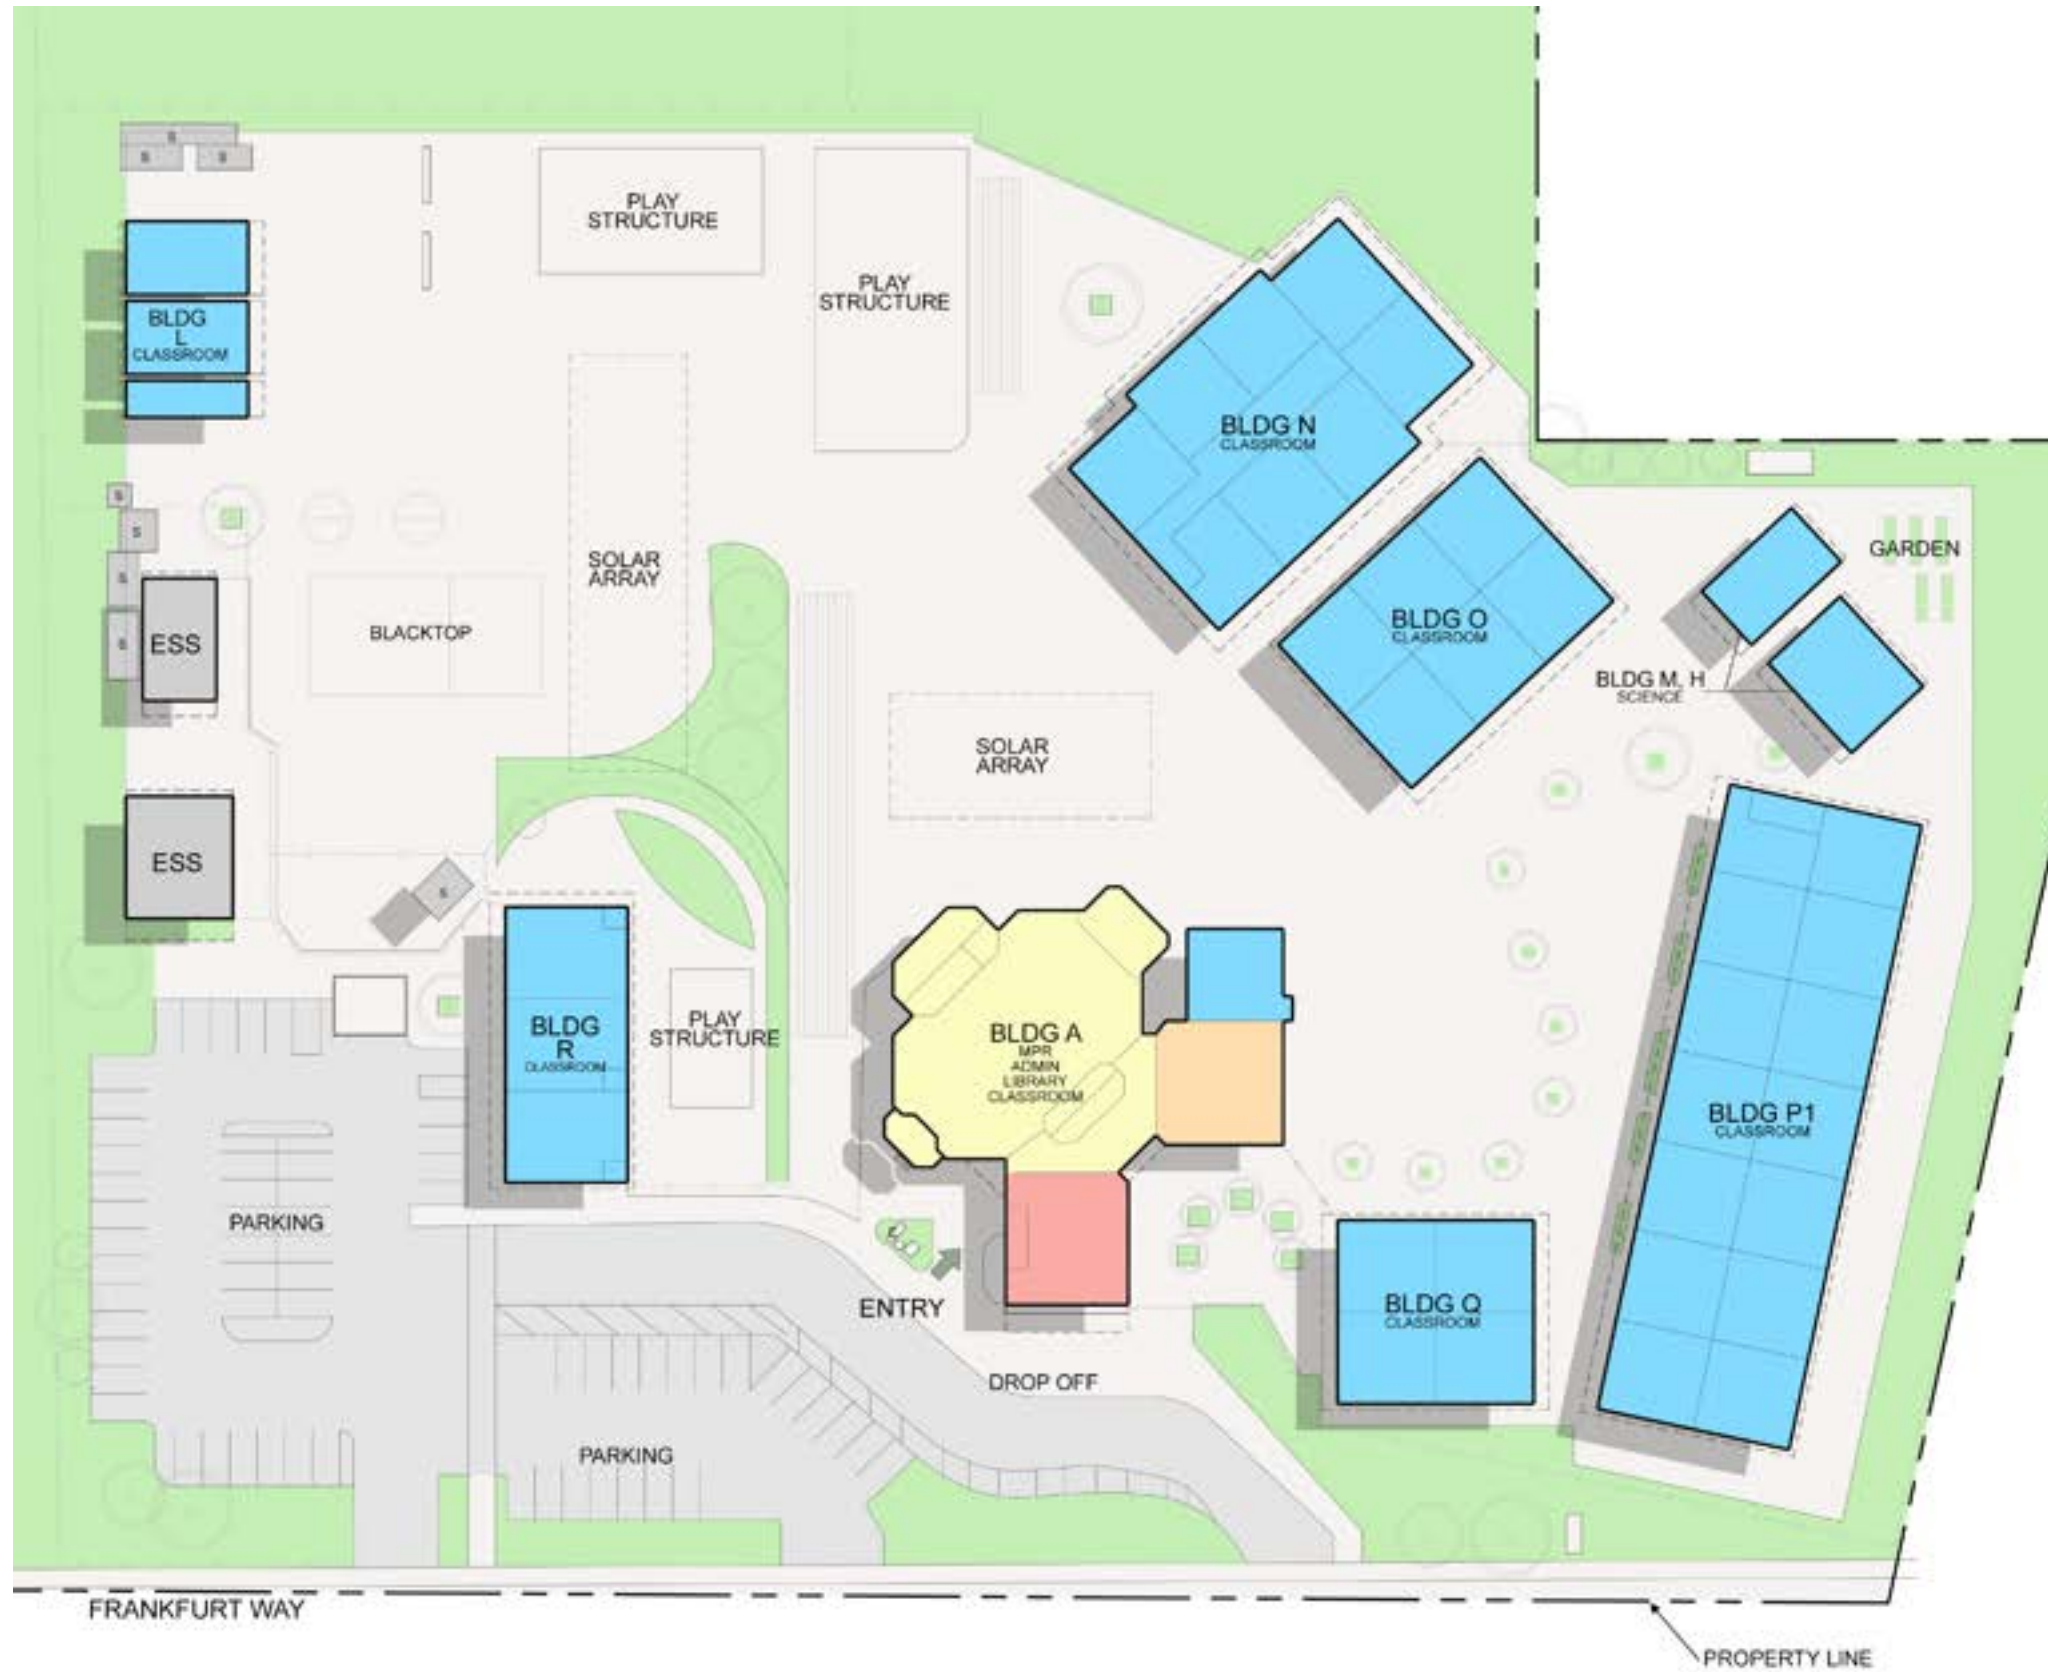 S
S
S
PLAY
STRUCTURE
PLAY
STRUCTURE
BLDG
L
CLASSROOM
BLDG N
CLASSROOM
S
S
S
S
ESS
SOLAR
ARRAY
BLACKTOP
GARDEN
BLDG O
CLASSROOM
BLDG M, H
SCIENCE
SOLAR
ARRAY
ESS
S
BLDG
R
CLASSROOM
PLAY
STRUCTURE
BLDG A
MPR
ADMIN
LIBRARY
CLASSROOM
BLDG P1
CLASSROOM
PARKING
ENTRY
BLDG Q
CLASSROOM
DROP OFF
PARKING
FRANKFURT WAY
PROPERTY LINE